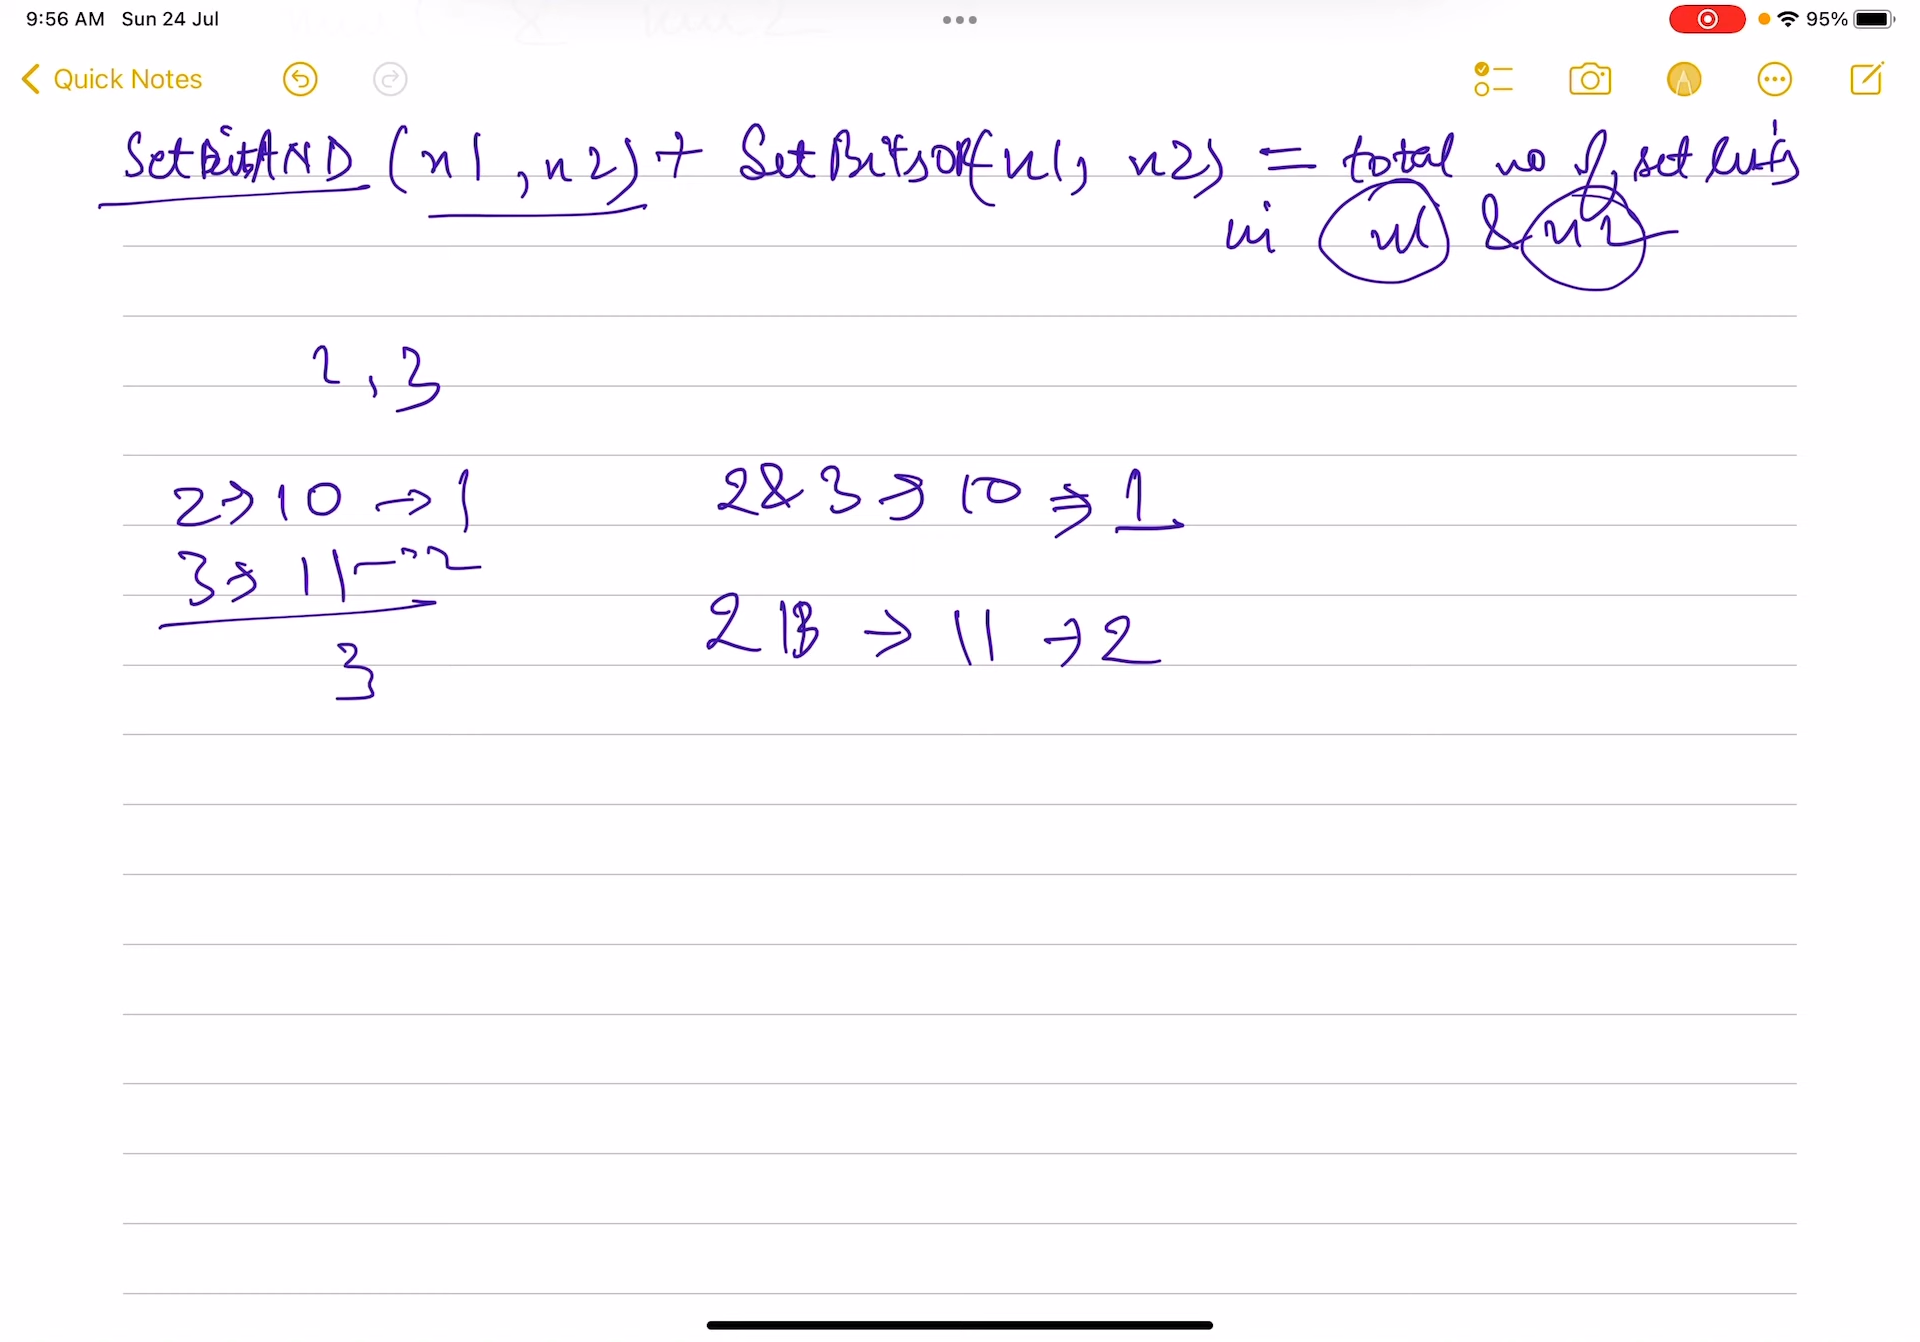 9:56 AM Sun 24 Jul
95%
Quick Notes
SetBitAND (n1, n2) + SetBitsOR(n1, n2) = total no of set bits
in n1 & n2
2, 3
2 → 10 → 1
3 → 11 → 2
3
2 & 3 → 10 ⇒ 1
2 | 3 → 11 → 2